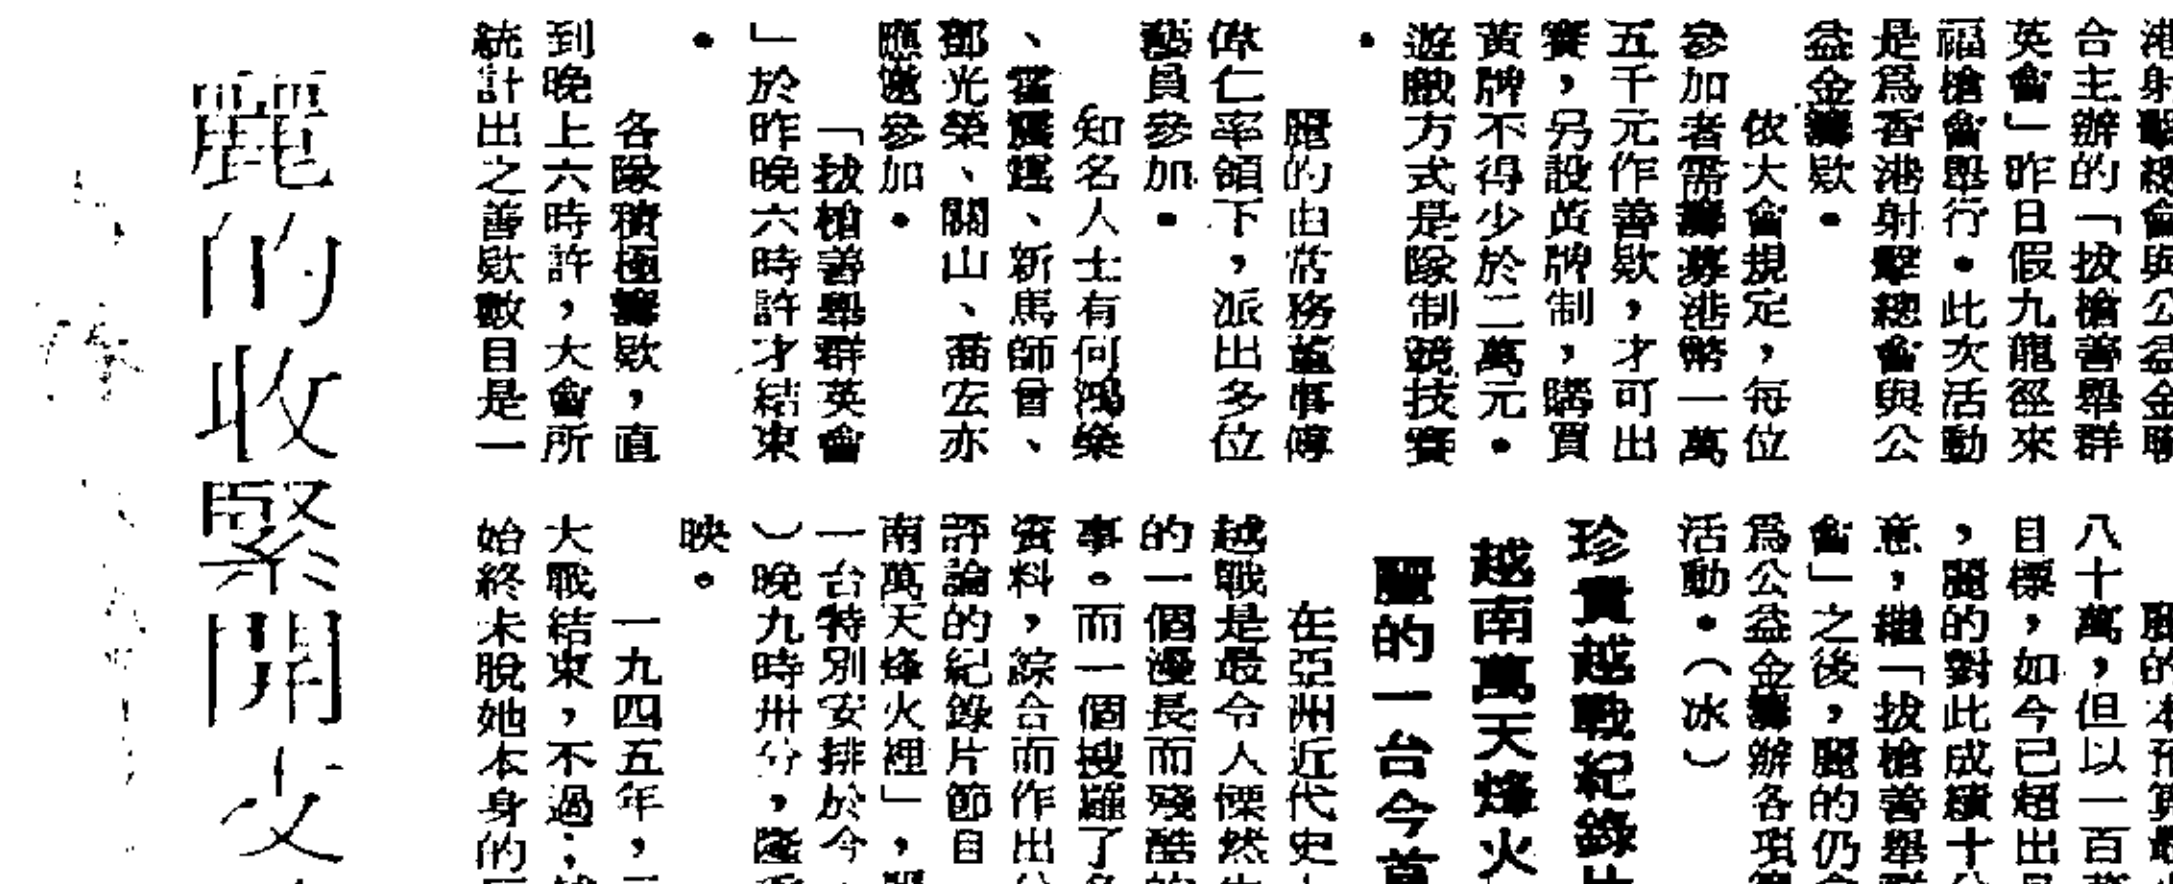 港射擊總會與公益金聯
合主辦的「拔槍善舉群
英會」昨日假九龍徑來
福槍會舉行・此次活動
是爲香港射擊總會與公
益金籌欵・
依大會規定，每位
參加者需籌募港幣一萬
五千元作善欵，才可出
賽，另設黃牌制，購買
黃牌不得少於二萬元・
遊戲方式是隊制競技賽
・
麗的由常務董事傅
偉仁率領下，派出多位
藝員參加・
知名人士有何鴻燊
、霍震霆、新馬師曾、
鄧光榮、關山、喬宏亦
應邀參加・
「拔槍善舉群英會
」於昨晚六時許才結束
・
各隊積極籌欵，直
到晚上六時許，大會所
統計出之善欵數目是一
麗的本預算最
八十萬，但以一百萬
目標，如今已超出
，麗的對此成績十分
意，繼「拔槍善舉群
會」之後，麗的仍會
爲公益金籌辦各項
活動・（冰）
珍貴越戰紀錄片
越南萬天烽火
麗的一台今
在亞洲近代史
越戰是最令人慄然
的一個漫長而殘酷的
事。而一個搜羅了
資料，綜合而作出
評論的紀錄片節目
南萬天烽火裡」，
一台特別安排於今
）晚九時卅分，隆
映。
一九四五年，二
大戰結束，不過，
始終未脫她本身的
麗的收緊開支